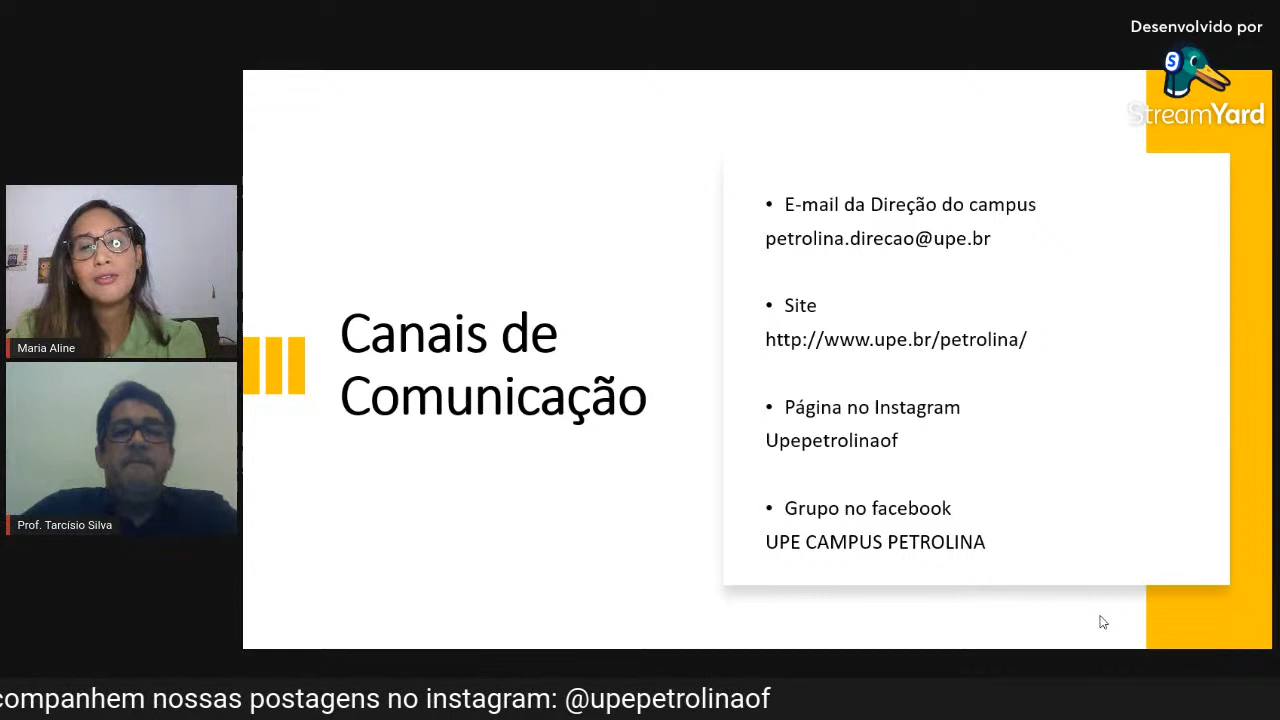 Desenvolvido por
StreamYard
Canais de
Comunicação
• E-mail da Direção do campus
petrolina.direcao@upe.br
• Site
http://www.upe.br/petrolina/
• Página no Instagram
Upepetrolinaof
• Grupo no facebook
UPE CAMPUS PETROLINA
Maria Aline
Prof. Tarcísio Silva
companhem nossas postagens no instagram: @upepetrolinaof